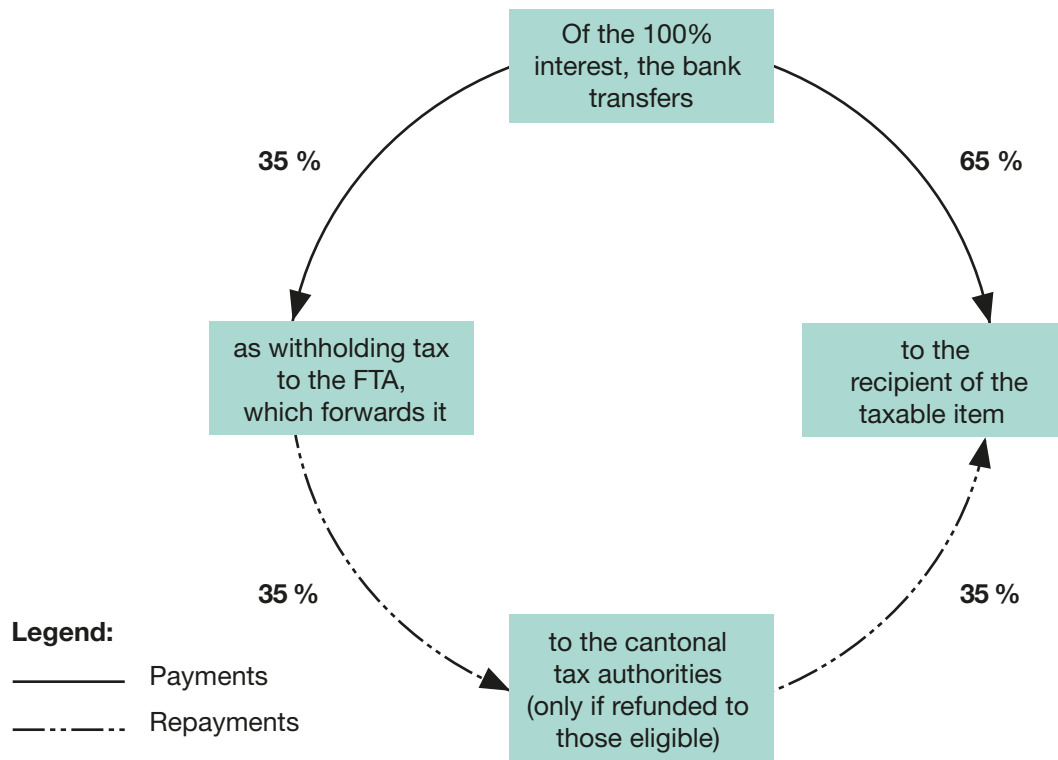 Of the 100%
interest, the bank
transfers
35 %
65 %
as withholding tax
to the FTA,
which forwards it
to the
recipient of the
taxable item
35 %
35 %
to the cantonal
tax authorities
(only if refunded to
those eligible)
Legend:
Payments
Repayments